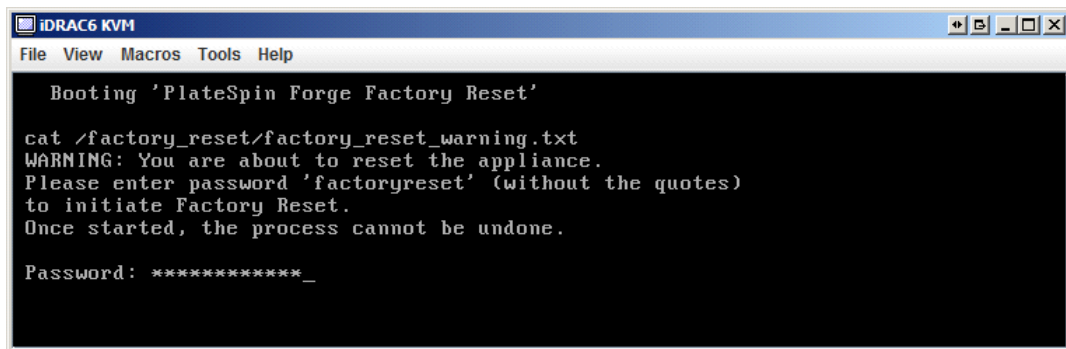 iDRAC6 KVM
File View Macros Tools Help
Booting 'PlateSpin Forge Factory Reset'
cat /factory_reset/factory_reset_warning.txt
WARNING: You are about to reset the appliance.
Please enter password 'factoryreset' (without the quotes)
to initiate Factory Reset.
Once started, the process cannot be undone.
Password: ************_